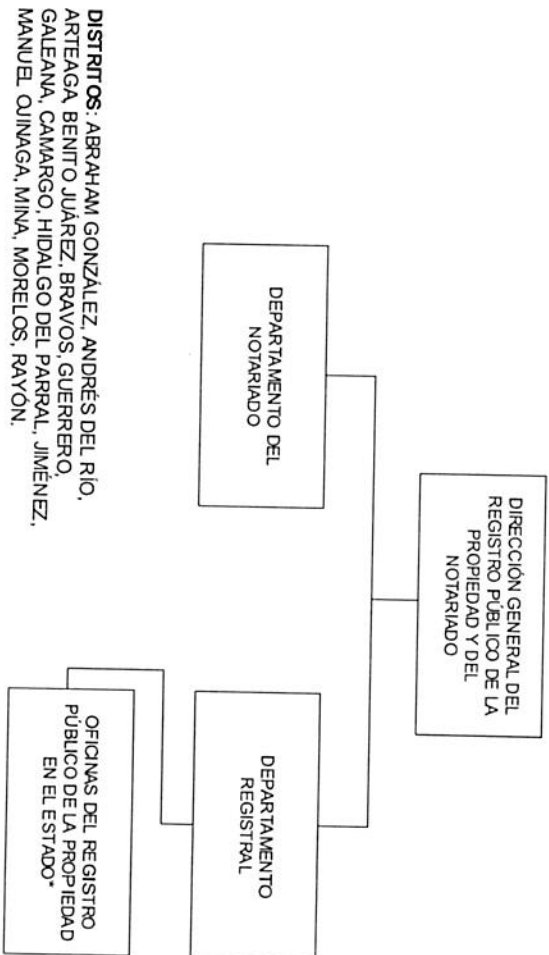 DIRECCIÓN GENERAL DEL
REGISTRO PÚBLICO DE LA
PROPIEDAD Y DEL
NOTARIADO
DEPARTAMENTO DEL
NOTARIADO
DEPARTAMENTO
REGISTRAL
OFICINAS DEL REGISTRO
PÚBLICO DE LA PROPIEDAD
EN EL ESTADO*
DISTRITOS: ABRAHAM GONZÁLEZ, ANDRÉS DEL RÍO,
ARTEAGA, BENITO JUÁREZ, BRAVOS, GUERRERO,
GALEANA, CAMARGO, HIDALGO DEL PARRAL, JIMÉNEZ,
MANUEL OJINAGA, MINA, MORELOS, RAYÓN.